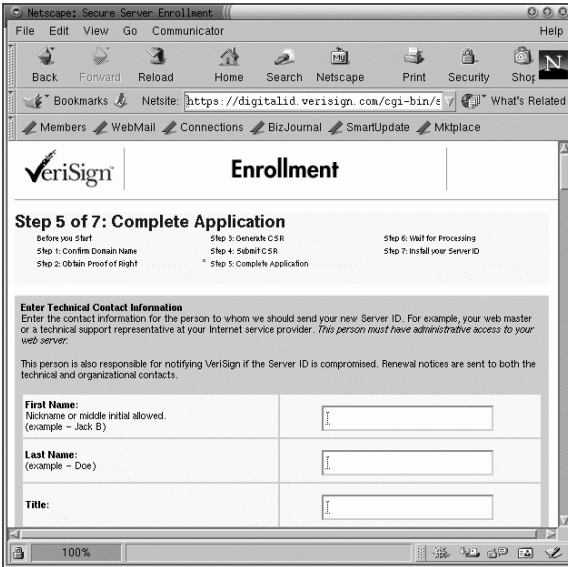 Netscape: Secure Server Enrollment
File Edit View Go Communicator Help
Back Forward Reload Home Search Netscape Print Security Shop
My
N
Bookmarks Netsite: https://digitalid.verisign.com/cgi-bin/s What's Related
Members WebMail Connections BizJournal SmartUpdate Mktplace
VeriSign Enrollment
Step 5 of 7: Complete Application
Before you Start Step 3: Generate CSR Step 6: Wait for Processing
Step 1: Confirm Domain Name Step 4: Submit CSR Step 7: Install your Server ID
Step 2: Obtain Proof of Right * Step 5: Complete Application
Enter Technical Contact Information
Enter the contact information for the person to whom we should send your new Server ID. For example, your web master
or a technical support representative at your Internet service provider. This person must have administrative access to your
web server.
This person is also responsible for notifying VeriSign if the Server ID is compromised. Renewal notices are sent to both the
technical and organizational contacts.
First Name:
Nickname or middle initial allowed.
(example – Jack B)
Last Name:
(example – Doe)
Title:
100%